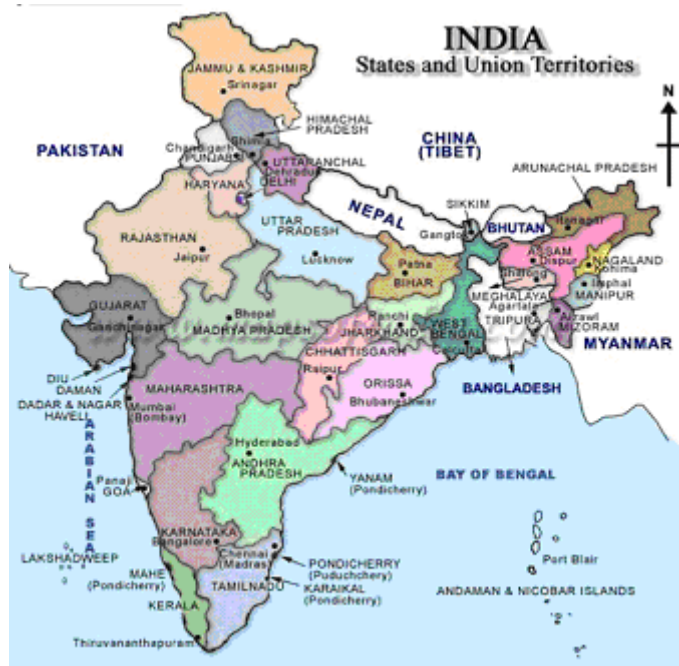 INDIA
States and Union Territories
N
JAMMU & KASHMIR
Srinagar
HIMACHAL
PRADESH
PAKISTAN
Chandigarh
Shimla
PUNJAB
UTTARANCHAL
Dehradun
CHINA
(TIBET)
ARUNACHAL PRADESH
HARYANA
DELHI
NEPAL
SIKKIM
Gangtok
BHUTAN
Itanagar
RAJASTHAN
Jaipur
UTTAR
PRADESH
Lucknow
ASSAM
Dispur
NAGALAND
Kohima
Patna
BIHAR
Shillong
MEGHALAYA
Imphal
MANIPUR
GUJARAT
Gandhinagar
Bhopal
MADHYA PRADESH
Ranchi
JHARKHAND
WEST
BENGAL
Agartala
TRIPURA
Aizawl
MIZORAM
CHHATTISGARH
Raipur
MYANMAR
DIU
DAMAN
DADAR & NAGAR
HAVELI
MAHARASHTRA
Mumbai
(Bombay)
ORISSA
Bhubaneshwar
BANGLADESH
ARABIAN SEA
Hyderabad
ANDHRA
PRADESH
YANAM
(Pondicherry)
BAY OF BENGAL
Panaji
GOA
KARNATAKA
Bangalore
Chennai
(Madras)
PONDICHERRY
(Puduchchery)
LAKSHADWEEP
MAHE
(Pondicherry)
TAMILNADU
KARAIKAL
(Pondicherry)
KERALA
Thiruvananthapuram
Port Blair
ANDAMAN & NICOBAR ISLANDS